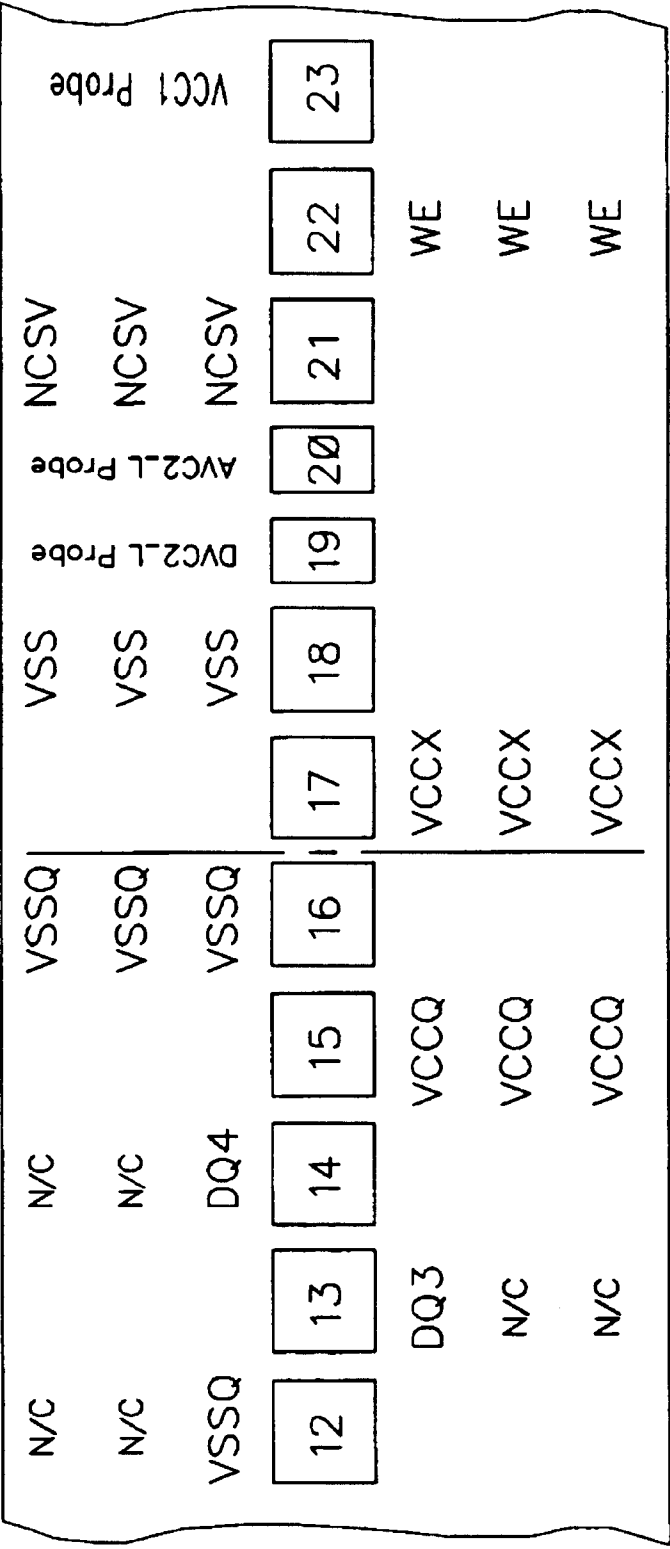 N/C N/C VSSQ VSS NCSV
N/C N/C VSSQ VSS NCSV
VSSQ DQ4 VSSQ VSS NCSV
DVC2_L Probe
AVC2_L Probe
VCC1 Probe
12 13 14 15 16 17 18 19 20 21 22 23
DQ3 VCCQ VCCX WE
N/C VCCQ VCCX WE
N/C VCCQ VCCX WE